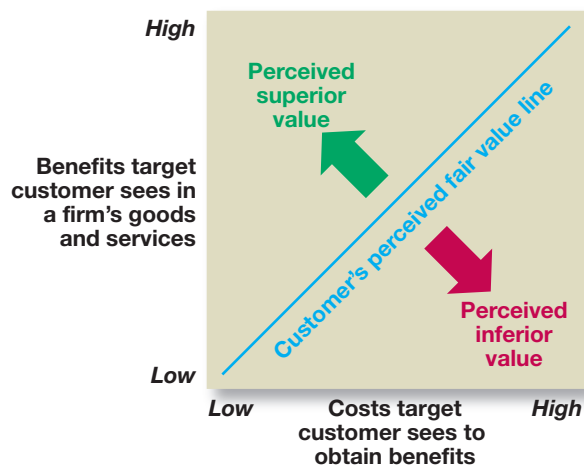 High
Perceived
superior
value
Customer's perceived fair value line
Benefits target
customer sees in
a firm's goods
and services
Perceived
inferior
value
Low
Low
Costs target
customer sees to
obtain benefits
High